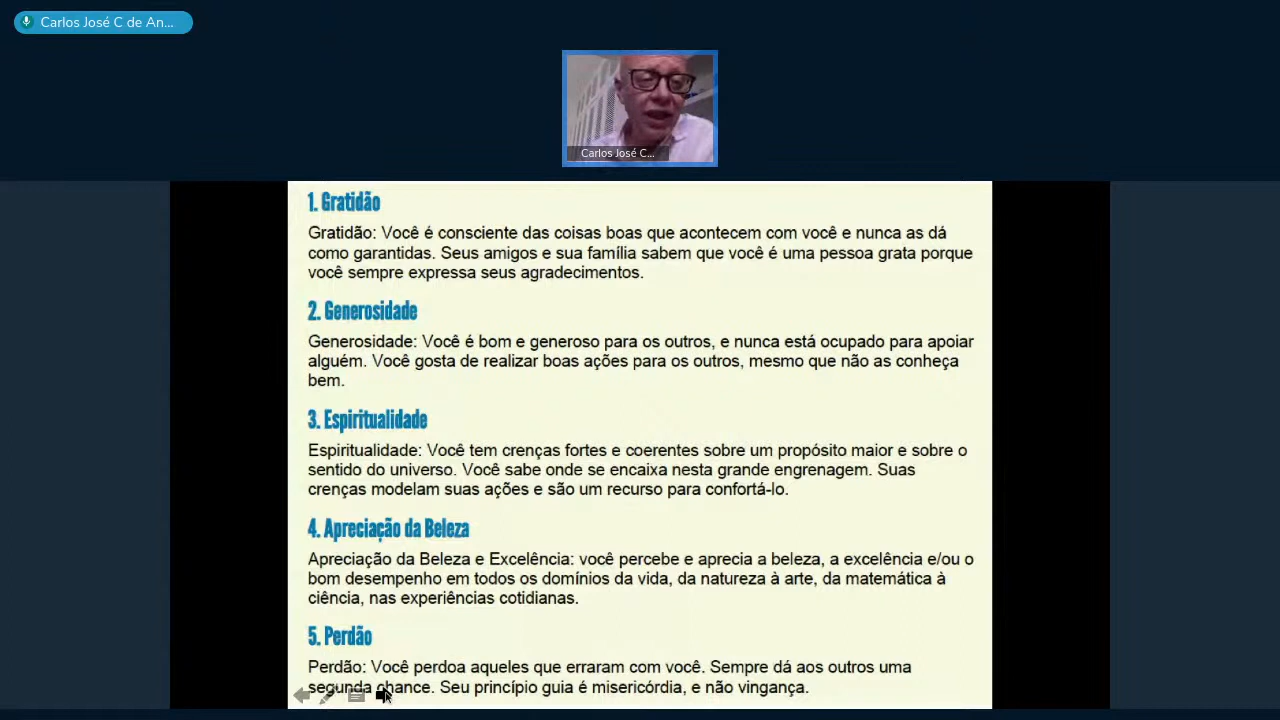 Carlos José C de An...
Carlos José C...
1. Gratidão
Gratidão: Você é consciente das coisas boas que acontecem com você e nunca as dá
como garantidas. Seus amigos e sua família sabem que você é uma pessoa grata porque
você sempre expressa seus agradecimentos.
2. Generosidade
Generosidade: Você é bom e generoso para os outros, e nunca está ocupado para apoiar
alguém. Você gosta de realizar boas ações para os outros, mesmo que não as conheça
bem.
3. Espiritualidade
Espiritualidade: Você tem crenças fortes e coerentes sobre um propósito maior e sobre o
sentido do universo. Você sabe onde se encaixa nesta grande engrenagem. Suas
crenças modelam suas ações e são um recurso para confortá-lo.
4. Apreciação da Beleza
Apreciação da Beleza e Excelência: você percebe e aprecia a beleza, a excelência e/ou o
bom desempenho em todos os domínios da vida, da natureza à arte, da matemática à
ciência, nas experiências cotidianas.
5. Perdão
Perdão: Você perdoa aqueles que erraram com você. Sempre dá aos outros uma
segunda chance. Seu princípio guia é misericórdia, e não vingança.